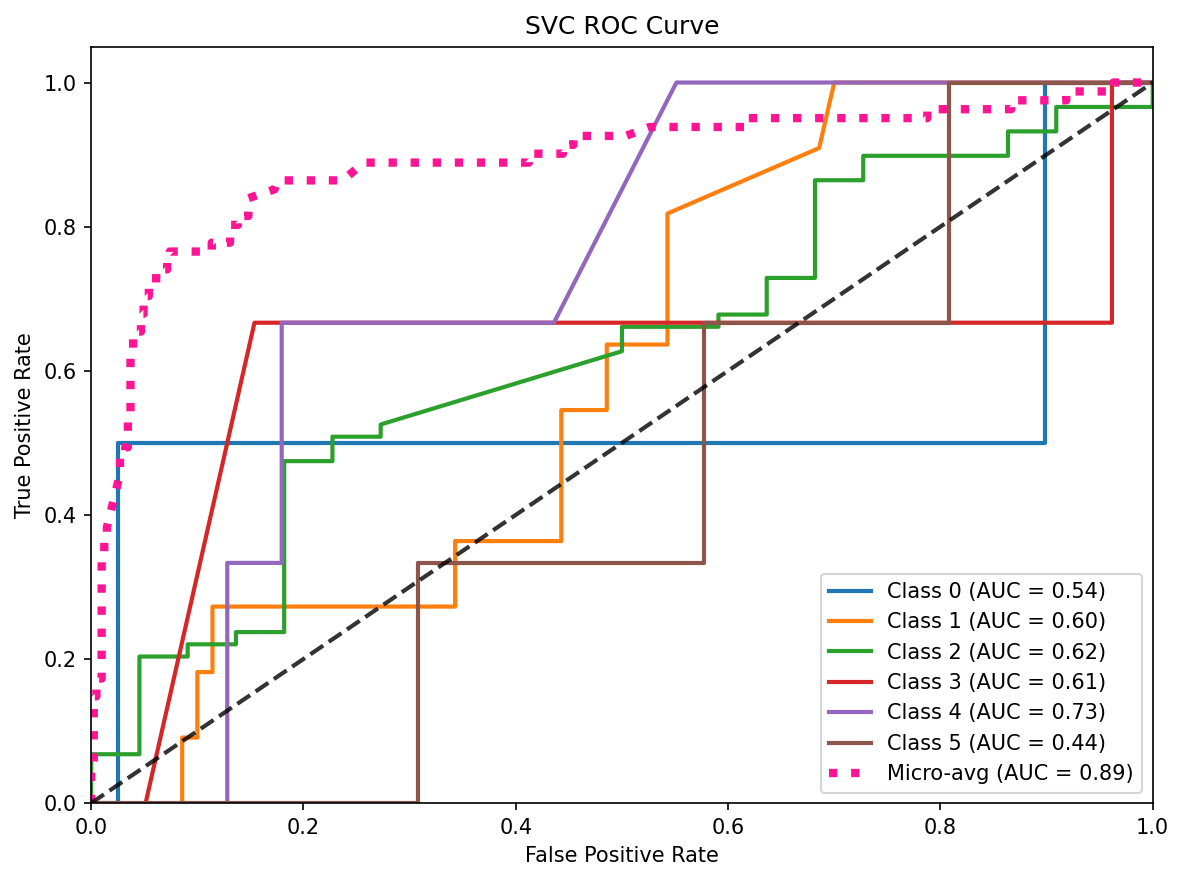 SVC ROC Curve
True Positive Rate
1.0
0.8
0.6
0.4
0.2
0.0
0.0 0.2 0.4 0.6 0.8 1.0
False Positive Rate
Class 0 (AUC = 0.54)
Class 1 (AUC = 0.60)
Class 2 (AUC = 0.62)
Class 3 (AUC = 0.61)
Class 4 (AUC = 0.73)
Class 5 (AUC = 0.44)
Micro-avg (AUC = 0.89)